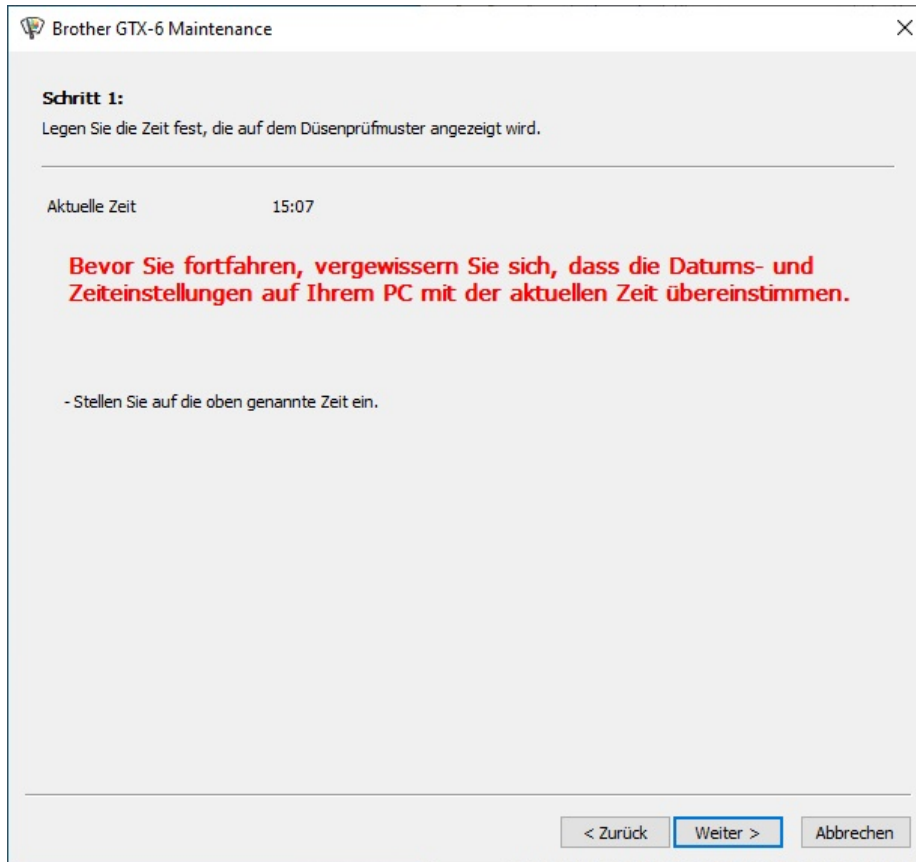 Brother GTX-6 Maintenance
Schritt 1:
Legen Sie die Zeit fest, die auf dem Düsenprüfmuster angezeigt wird.
Aktuelle Zeit 15:07
Bevor Sie fortfahren, vergewissern Sie sich, dass die Datums- und
Zeiteinstellungen auf Ihrem PC mit der aktuellen Zeit übereinstimmen.
- Stellen Sie auf die oben genannte Zeit ein.
< Zurück Weiter > Abbrechen